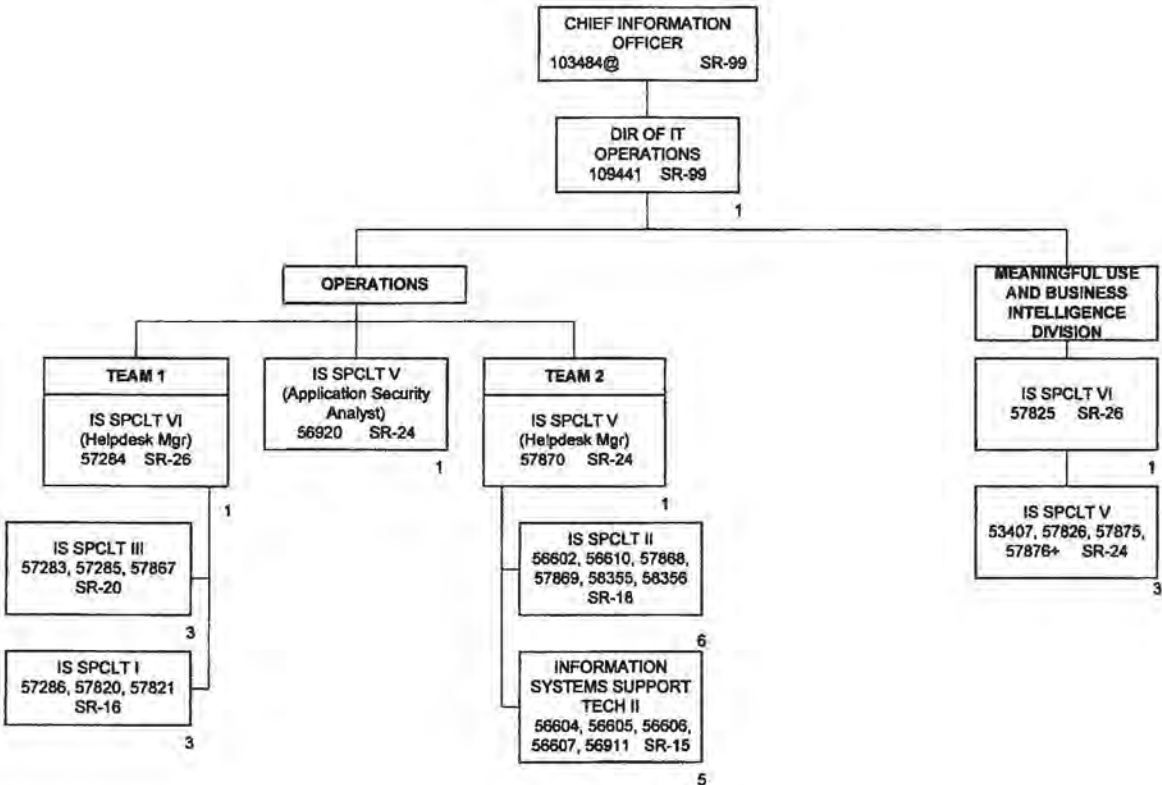 CHIEF INFORMATION
OFFICER
103484@ SR-99
DIR OF IT
OPERATIONS
109441 SR-99
1
OPERATIONS
MEANINGFUL USE
AND BUSINESS
INTELLIGENCE
DIVISION
TEAM 1
IS SPCLT VI
(Helpdesk Mgr)
57284 SR-26
1
IS SPCLT V
(Application Security
Analyst)
56920 SR-24
1
TEAM 2
IS SPCLT V
(Helpdesk Mgr)
57870 SR-24
1
IS SPCLT VI
57825 SR-26
1
IS SPCLT III
57283, 57285, 57867
SR-20
3
IS SPCLT II
56602, 56610, 57868,
57869, 58355, 58356
SR-18
6
IS SPCLT V
53407, 57826, 57875,
57876+ SR-24
3
IS SPCLT I
57286, 57820, 57821
SR-16
3
INFORMATION
SYSTEMS SUPPORT
TECH II
56604, 56605, 56606,
56607, 56911 SR-15
5